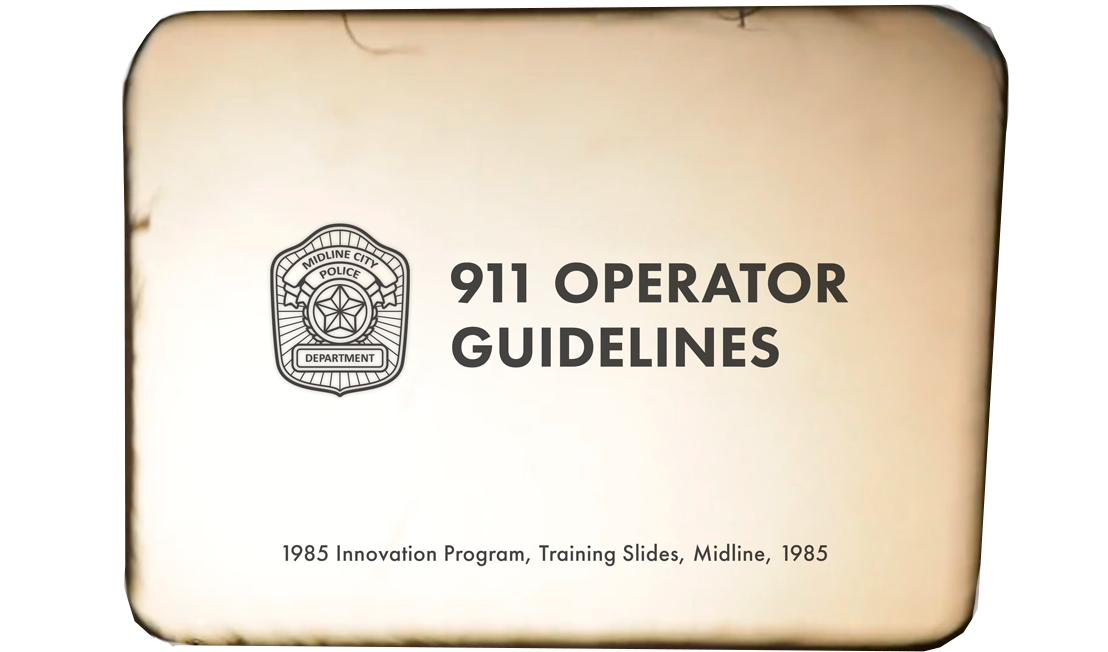 MIDLINE CITY
POLICE
DEPARTMENT
911 OPERATOR
GUIDELINES
1985 Innovation Program, Training Slides, Midline, 1985